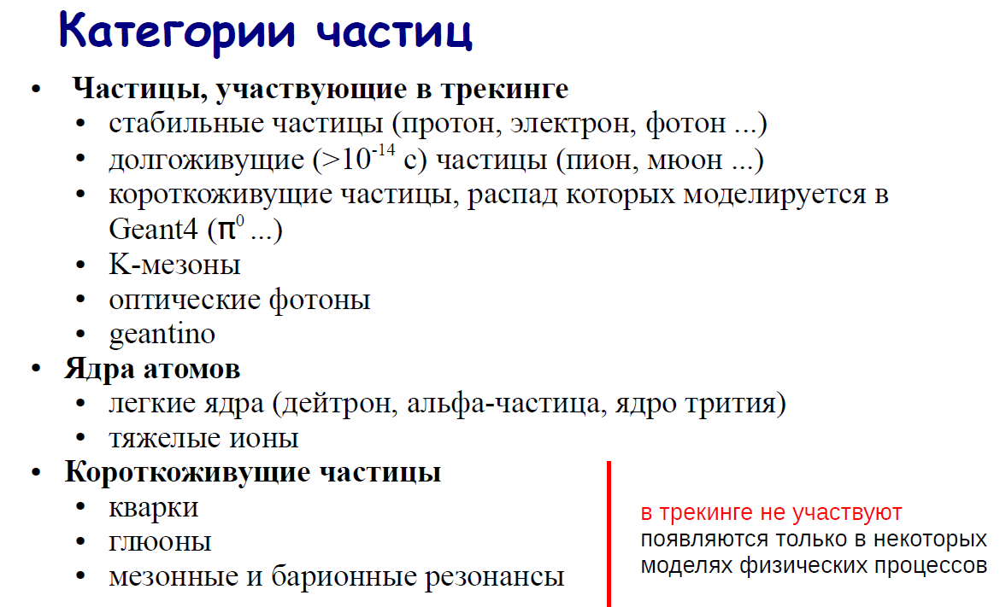 Категории частиц
• Частицы, участвующие в трекинге
• стабильные частицы (протон, электрон, фотон ...)
• долгоживущие (>10⁻¹⁴ с) частицы (пион, мюон ...)
• короткоживущие частицы, распад которых моделируется в
Geant4 (π⁰ ...)
• К-мезоны
• оптические фотоны
• geantino
• Ядра атомов
• легкие ядра (дейтрон, альфа-частица, ядро трития)
• тяжелые ионы
• Короткоживущие частицы
• кварки
• глюоны
• мезонные и барионные резонансы
в трекинге не участвуют
появляются только в некоторых
моделях физических процессов